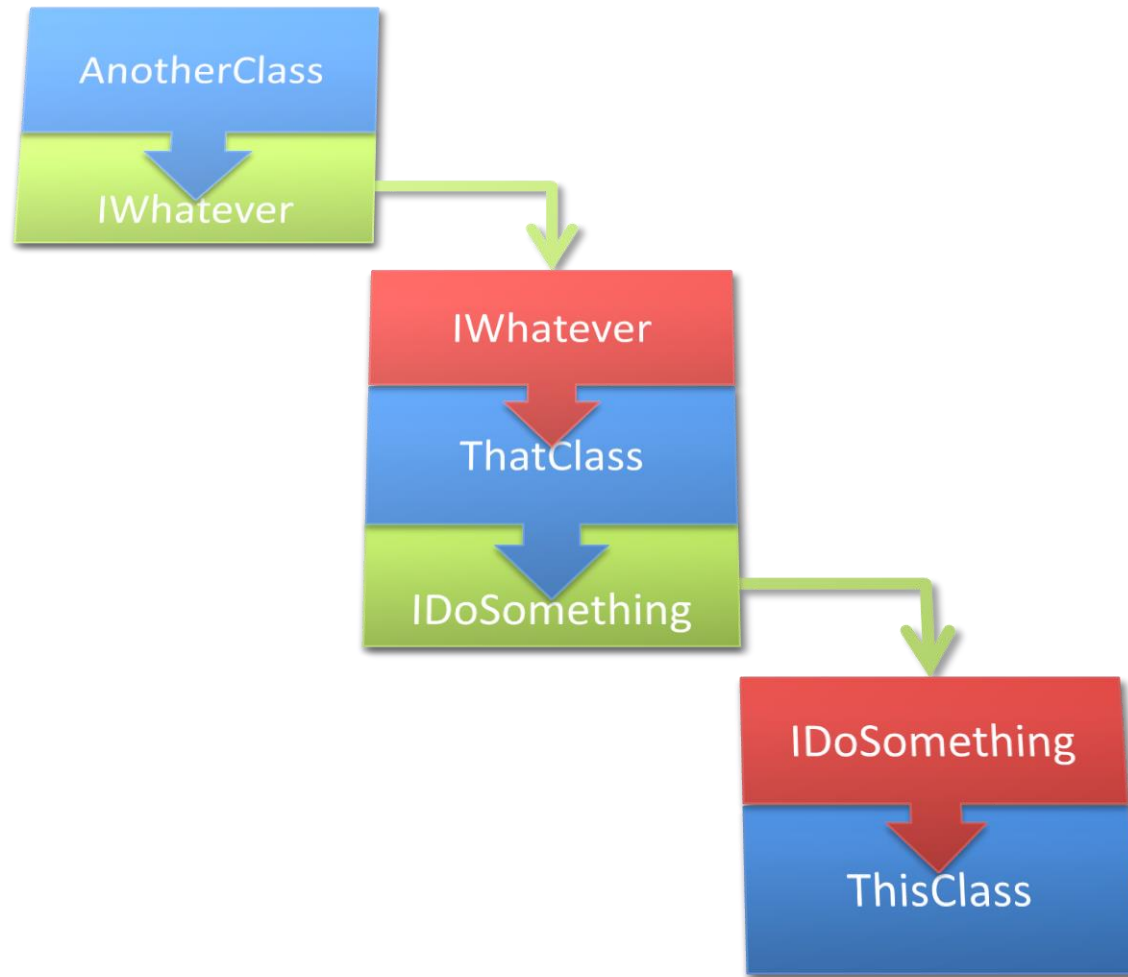 AnotherClass
IWhatever
IWhatever
ThatClass
IDoSomething
IDoSomething
ThisClass